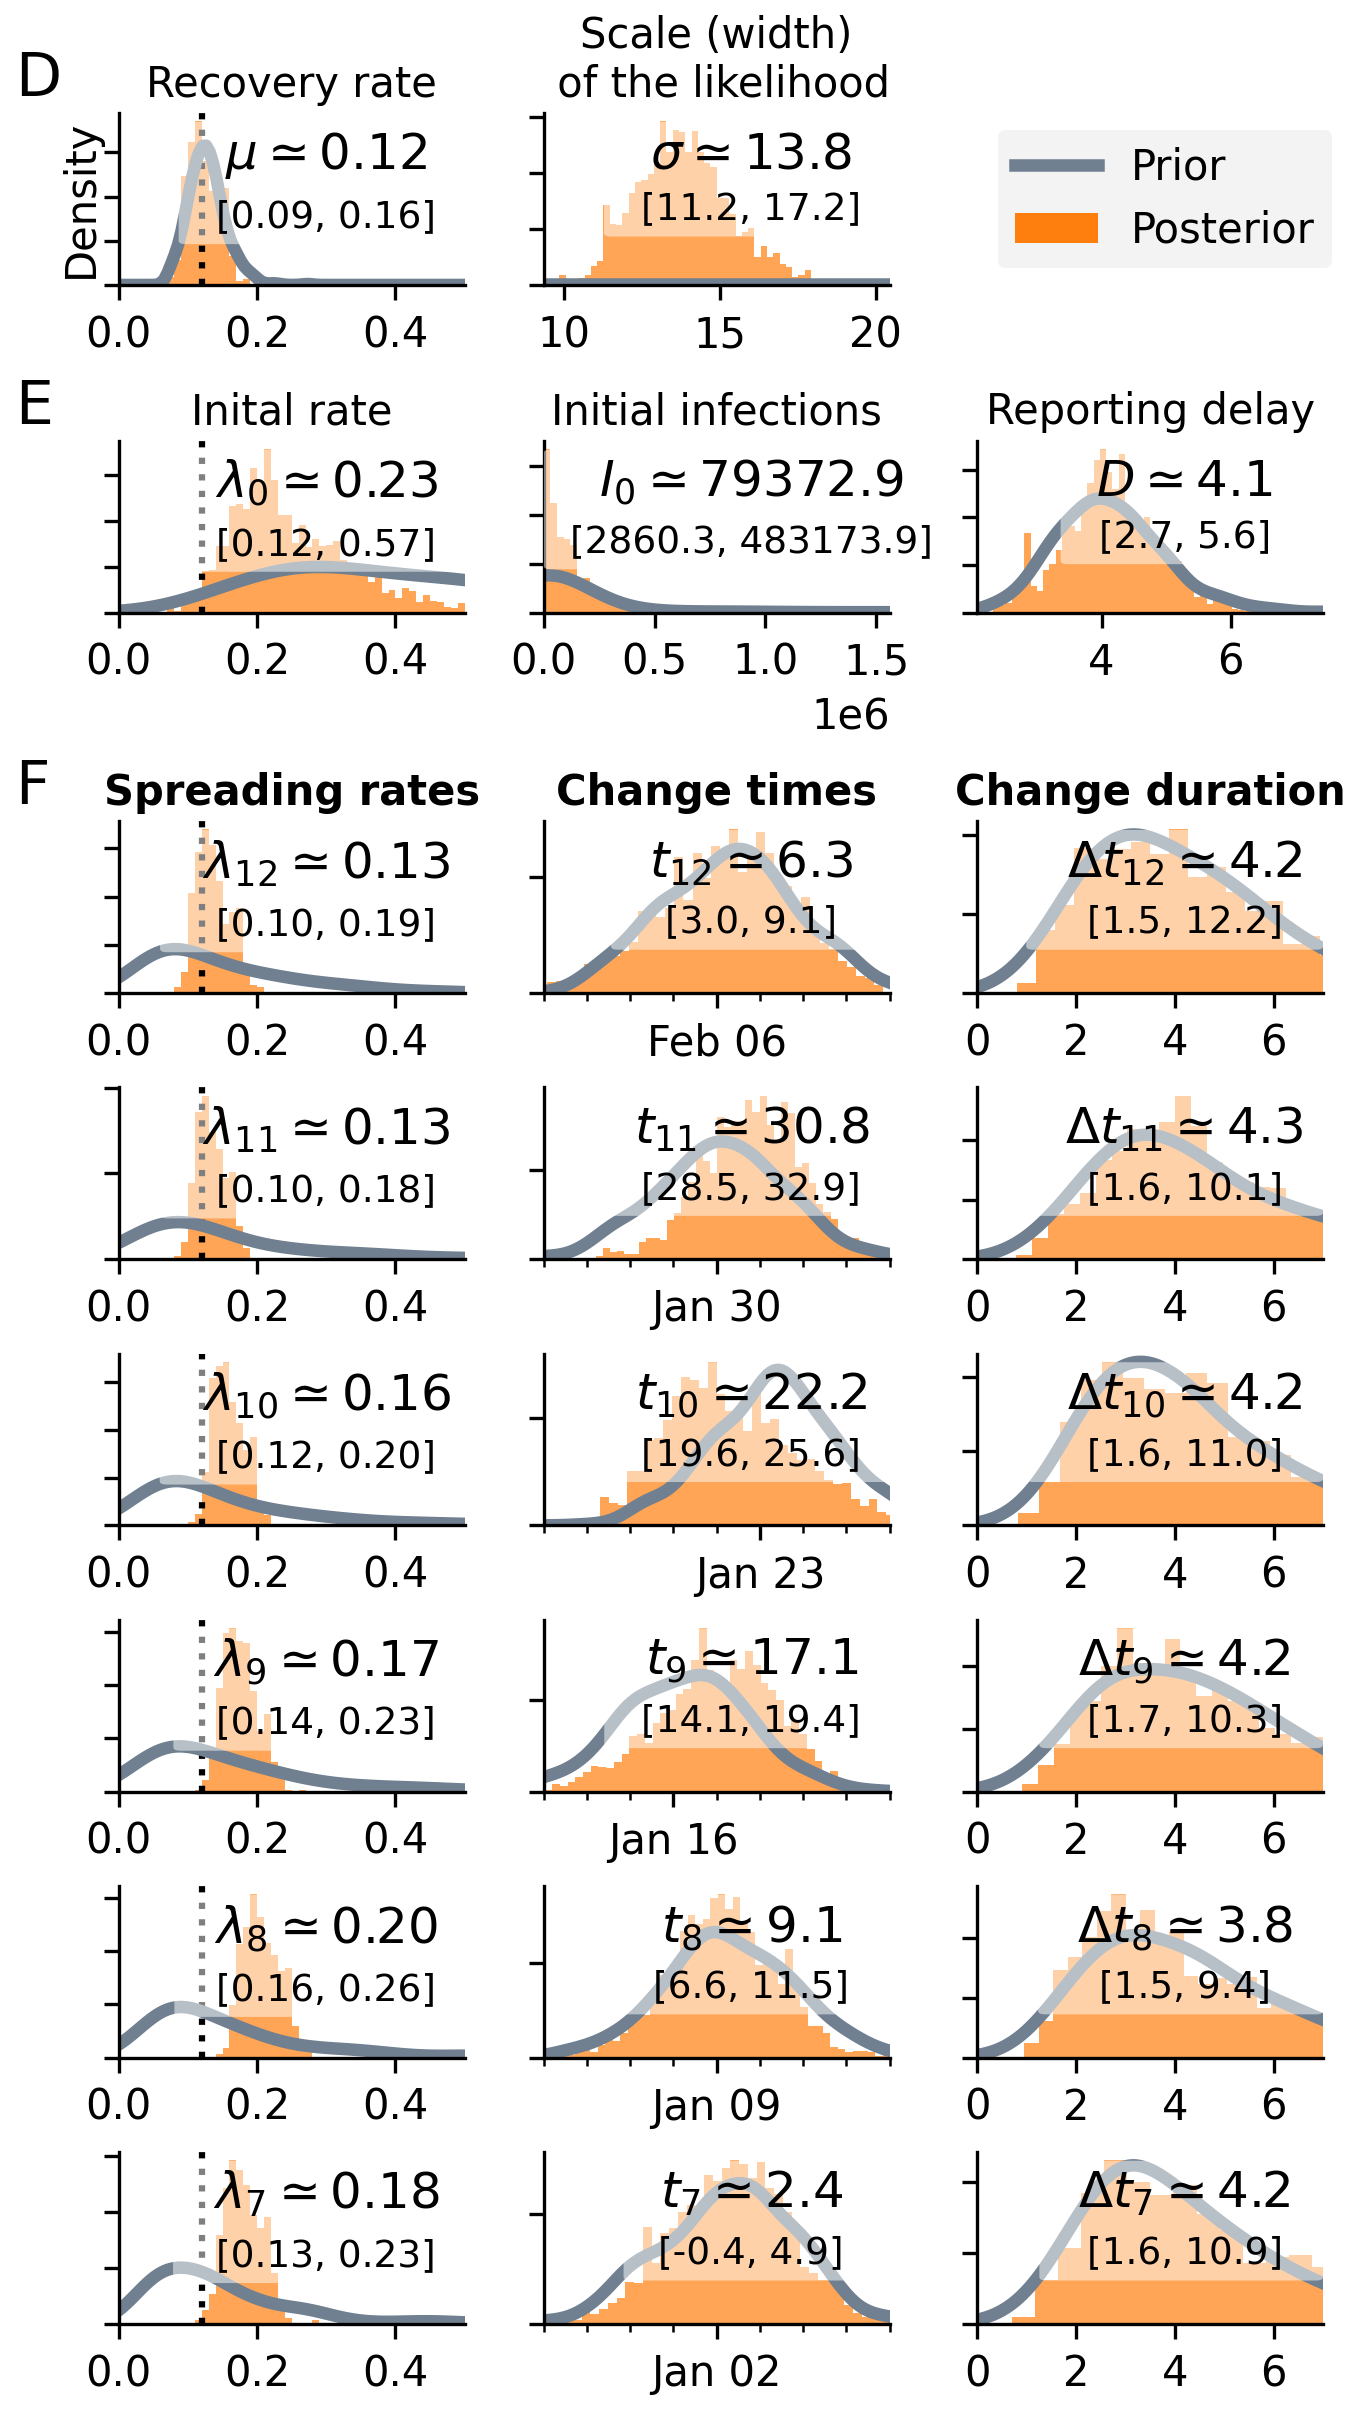 D
Recovery rate
Scale (width)
of the likelihood
Density
μ ≃ 0.12
[0.09, 0.16]
0.0 0.2 0.4
σ ≃ 13.8
[11.2, 17.2]
10 15 20
Prior
Posterior
E
Inital rate
λ0 ≃ 0.23
[0.12, 0.57]
0.0 0.2 0.4
Initial infections
I0 ≃ 79372.9
[2860.3, 483173.9]
0.0 0.5 1.0 1.5
1e6
Reporting delay
D ≃ 4.1
[2.7, 5.6]
4 6
F
Spreading rates
Change times
Change duration
λ12 ≃ 0.13
[0.10, 0.19]
0.0 0.2 0.4
t12 ≃ 6.3
[3.0, 9.1]
Feb 06
Δt12 ≃ 4.2
[1.5, 12.2]
0 2 4 6
λ11 ≃ 0.13
[0.10, 0.18]
0.0 0.2 0.4
t11 ≃ 30.8
[28.5, 32.9]
Jan 30
Δt11 ≃ 4.3
[1.6, 10.1]
0 2 4 6
λ10 ≃ 0.16
[0.12, 0.20]
0.0 0.2 0.4
t10 ≃ 22.2
[19.6, 25.6]
Jan 23
Δt10 ≃ 4.2
[1.6, 11.0]
0 2 4 6
λ9 ≃ 0.17
[0.14, 0.23]
0.0 0.2 0.4
t9 ≃ 17.1
[14.1, 19.4]
Jan 16
Δt9 ≃ 4.2
[1.7, 10.3]
0 2 4 6
λ8 ≃ 0.20
[0.16, 0.26]
0.0 0.2 0.4
t8 ≃ 9.1
[6.6, 11.5]
Jan 09
Δt8 ≃ 3.8
[1.5, 9.4]
0 2 4 6
λ7 ≃ 0.18
[0.13, 0.23]
0.0 0.2 0.4
t7 ≃ 2.4
[-0.4, 4.9]
Jan 02
Δt7 ≃ 4.2
[1.6, 10.9]
0 2 4 6